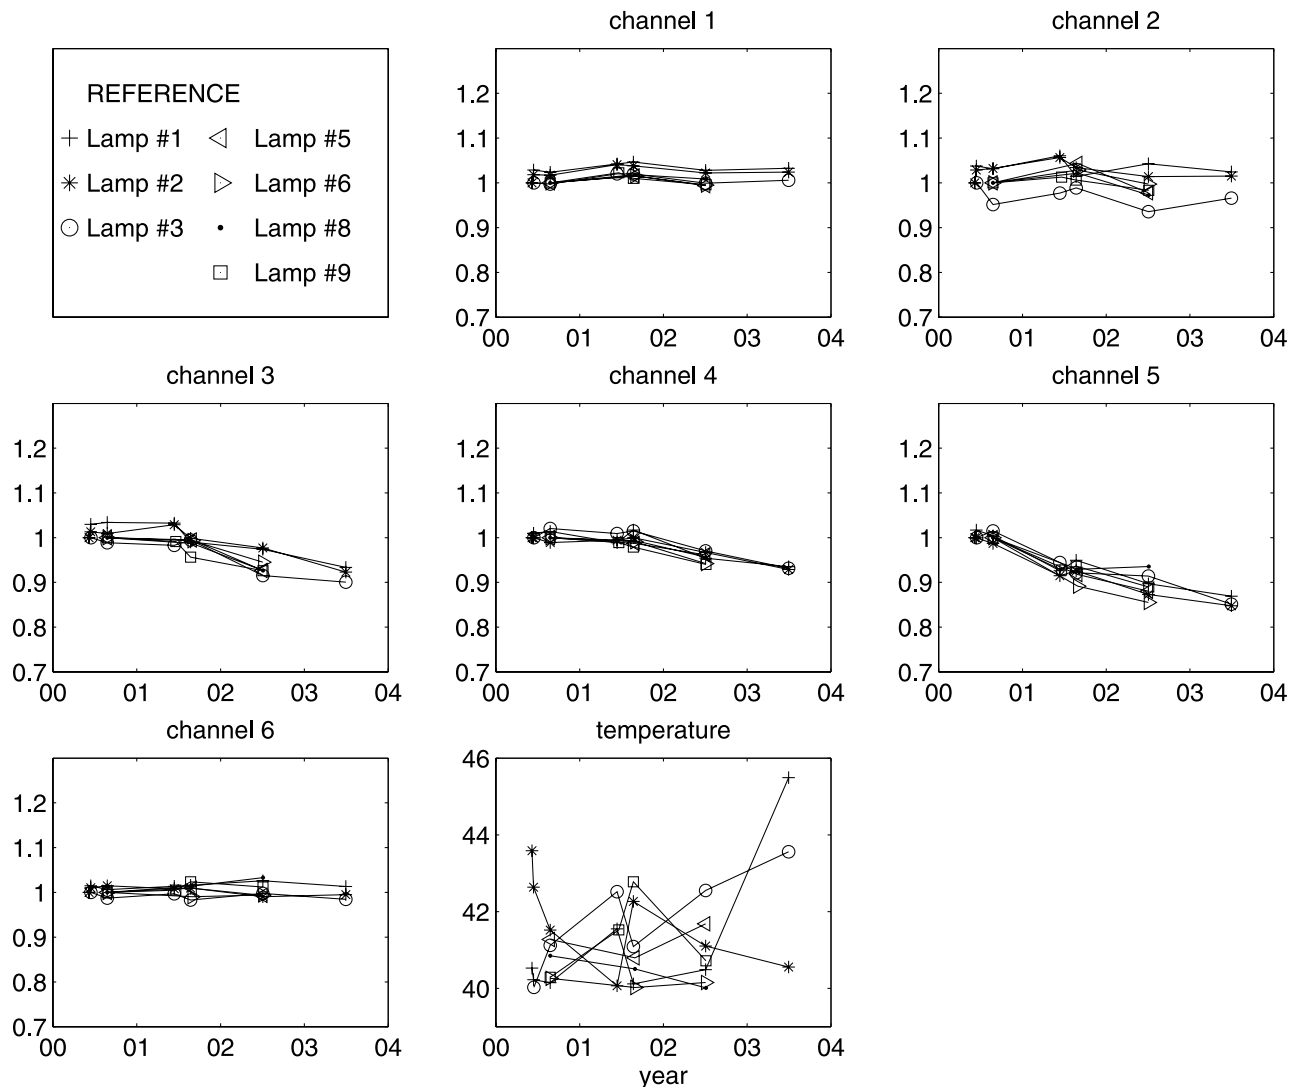 channel 1
channel 2
REFERENCE
Lamp #1
Lamp #5
Lamp #2
Lamp #6
Lamp #3
Lamp #8
Lamp #9
1.2
1.1
1
0.9
0.8
0.7
00 01 02 03 04
1.2
1.1
1
0.9
0.8
0.7
00 01 02 03 04
channel 3
channel 4
channel 5
1.2
1.1
1
0.9
0.8
0.7
00 01 02 03 04
1.2
1.1
1
0.9
0.8
0.7
00 01 02 03 04
1.2
1.1
1
0.9
0.8
0.7
00 01 02 03 04
channel 6
temperature
1.2
1.1
1
0.9
0.8
0.7
00 01 02 03 04
46
44
42
40
00 01 02 03 04
year